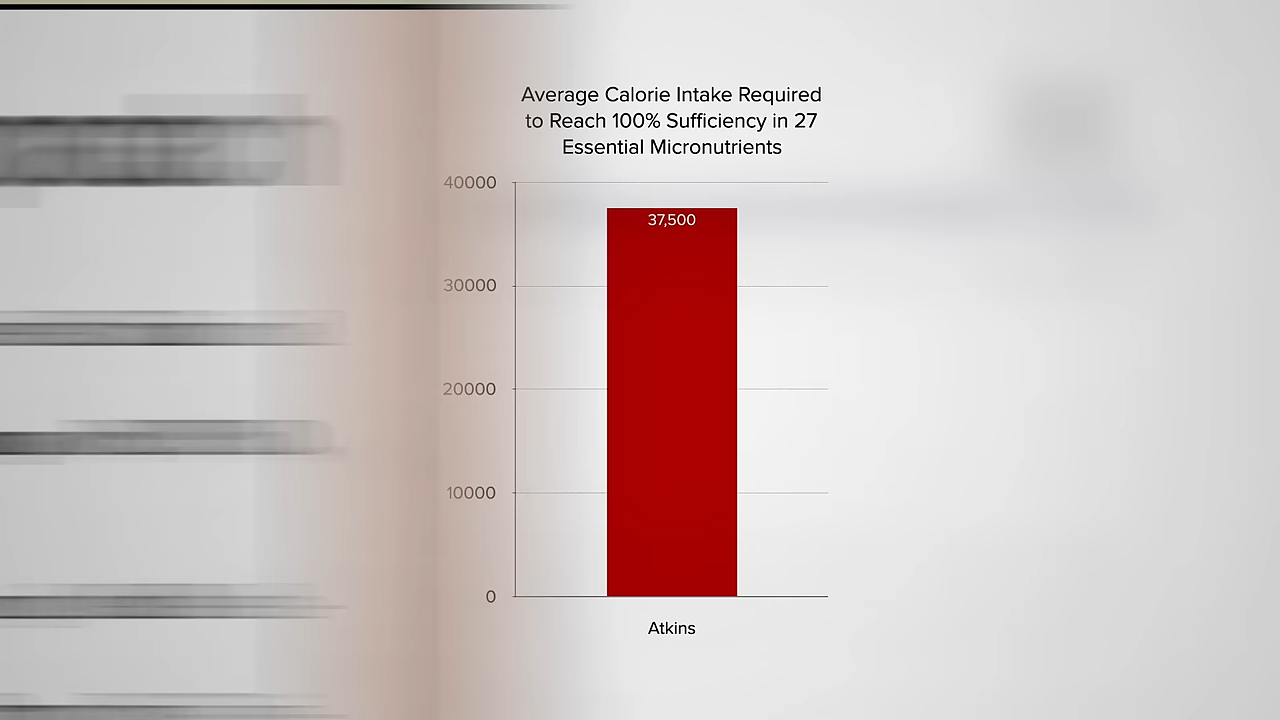 Average Calorie Intake Required
to Reach 100% Sufficiency in 27
Essential Micronutrients
40000
37,500
30000
20000
10000
0
Atkins